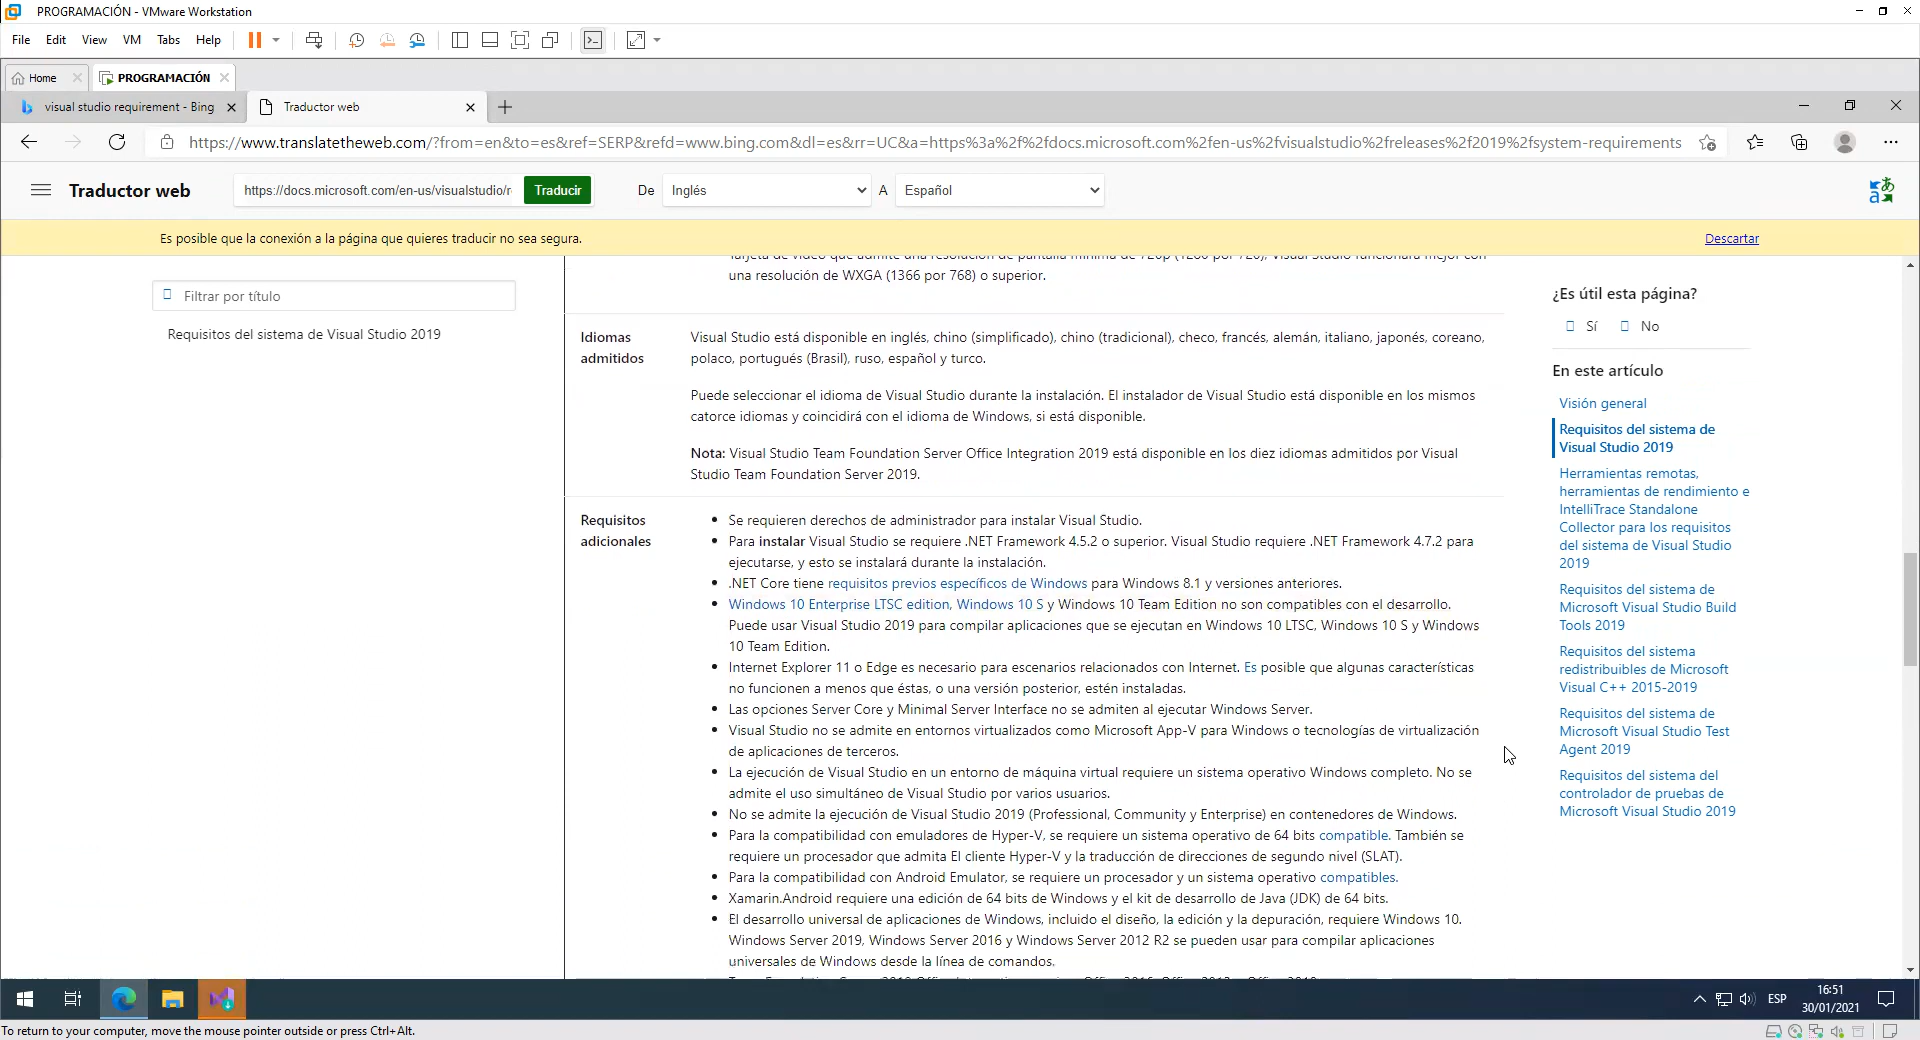 PROGRAMACIÓN - VMware Workstation
File Edit View VM Tabs Help
Home PROGRAMACIÓN
visual studio requirement - Bing Traductor web
https://www.translatetheweb.com/?from=en&to=es&ref=SERP&refd=www.bing.com&dl=es&rr=UC&a=https%3a%2f%2fdocs.microsoft.com%2fen-us%2fvisualstudio%2freleases%2f2019%2fsystem-requirements
Traductor web https://docs.microsoft.com/en-us/visualstudio/r Traducir De Inglés A Español
Es posible que la conexión a la página que quieres traducir no sea segura. Descartar
Filtrar por título
Requisitos del sistema de Visual Studio 2019
Tarjeta de vídeo que admite una resolución de pantalla mínima de 720p (1280 por 720); Visual Studio funcionará mejor con
una resolución de WXGA (1366 por 768) o superior.
Idiomas
admitidos
Visual Studio está disponible en inglés, chino (simplificado), chino (tradicional), checo, francés, alemán, italiano, japonés, coreano,
polaco, portugués (Brasil), ruso, español y turco.
Puede seleccionar el idioma de Visual Studio durante la instalación. El instalador de Visual Studio está disponible en los mismos
catorce idiomas y coincidirá con el idioma de Windows, si está disponible.
Nota: Visual Studio Team Foundation Server Office Integration 2019 está disponible en los diez idiomas admitidos por Visual
Studio Team Foundation Server 2019.
Requisitos
adicionales
• Se requieren derechos de administrador para instalar Visual Studio.
• Para instalar Visual Studio se requiere .NET Framework 4.5.2 o superior. Visual Studio requiere .NET Framework 4.7.2 para
ejecutarse, y esto se instalará durante la instalación.
• .NET Core tiene requisitos previos específicos de Windows para Windows 8.1 y versiones anteriores.
• Windows 10 Enterprise LTSC edition, Windows 10 S y Windows 10 Team Edition no son compatibles con el desarrollo.
Puede usar Visual Studio 2019 para compilar aplicaciones que se ejecutan en Windows 10 LTSC, Windows 10 S y Windows
10 Team Edition.
• Internet Explorer 11 o Edge es necesario para escenarios relacionados con Internet. Es posible que algunas características
no funcionen a menos que éstas, o una versión posterior, estén instaladas.
• Las opciones Server Core y Minimal Server Interface no se admiten al ejecutar Windows Server.
• Visual Studio no se admite en entornos virtualizados como Microsoft App-V para Windows o tecnologías de virtualización
de aplicaciones de terceros.
• La ejecución de Visual Studio en un entorno de máquina virtual requiere un sistema operativo Windows completo. No se
admite el uso simultáneo de Visual Studio por varios usuarios.
• No se admite la ejecución de Visual Studio 2019 (Professional, Community y Enterprise) en contenedores de Windows.
• Para la compatibilidad con emuladores de Hyper-V, se requiere un sistema operativo de 64 bits compatible. También se
requiere un procesador que admita El cliente Hyper-V y la traducción de direcciones de segundo nivel (SLAT).
• Para la compatibilidad con Android Emulator, se requiere un procesador y un sistema operativo compatibles.
• Xamarin.Android requiere una edición de 64 bits de Windows y el kit de desarrollo de Java (JDK) de 64 bits.
• El desarrollo universal de aplicaciones de Windows, incluido el diseño, la edición y la depuración, requiere Windows 10.
Windows Server 2019, Windows Server 2016 y Windows Server 2012 R2 se pueden usar para compilar aplicaciones
universales de Windows desde la línea de comandos.
¿Es útil esta página?
Sí No
En este artículo
Visión general
Requisitos del sistema de
Visual Studio 2019
Herramientas remotas,
herramientas de rendimiento e
IntelliTrace Standalone
Collector para los requisitos
del sistema de Visual Studio
2019
Requisitos del sistema de
Microsoft Visual Studio Build
Tools 2019
Requisitos del sistema
redistribuibles de Microsoft
Visual C++ 2015-2019
Requisitos del sistema de
Microsoft Visual Studio Test
Agent 2019
Requisitos del sistema del
controlador de pruebas de
Microsoft Visual Studio 2019
ESP
16:51
30/01/2021
To return to your computer, move the mouse pointer outside or press Ctrl+Alt.